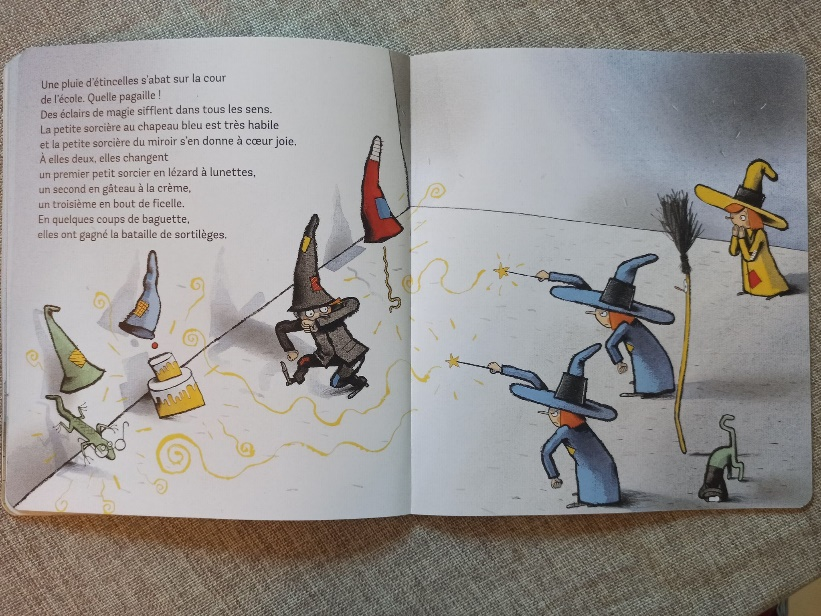 Une pluie d'étincelles s'abat sur la cour
de l'école. Quelle pagaille !
Des éclairs de magie sifflent dans tous les sens.
La petite sorcière au chapeau bleu est très habile
et la petite sorcière du miroir s'en donne à cœur joie.
À elles deux, elles changent
un premier petit sorcier en lézard à lunettes,
un second en gâteau à la crème,
un troisième en bout de ficelle.
En quelques coups de baguette,
elles ont gagné la bataille de sortilèges.